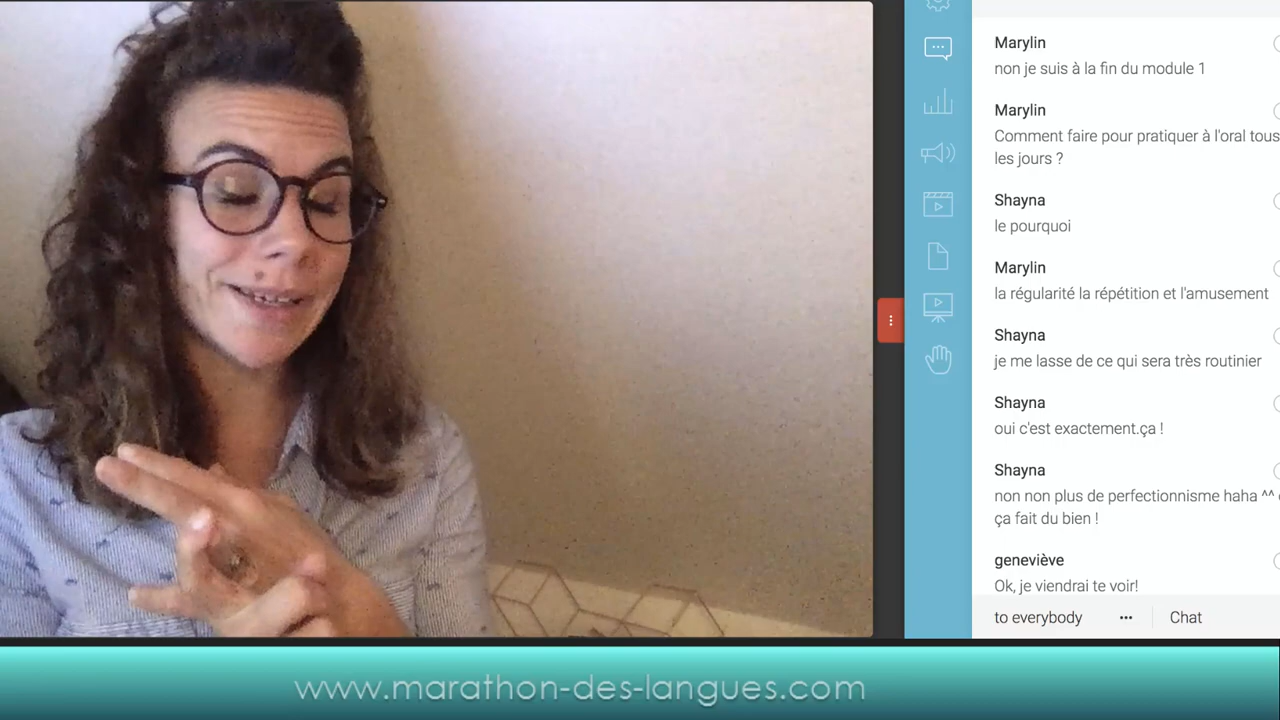 Marylin
non je suis à la fin du module 1
Marylin
Comment faire pour pratiquer à l'oral tous
les jours ?
Shayna
le pourquoi
Marylin
la régularité la répétition et l'amusement
Shayna
je me lasse de ce qui sera très routinier
Shayna
oui c'est exactement.ça !
Shayna
non non plus de perfectionnisme haha ^^
ça fait du bien !
geneviève
Ok, je viendrai te voir!
to everybody
Chat
www.marathon-des-langues.com